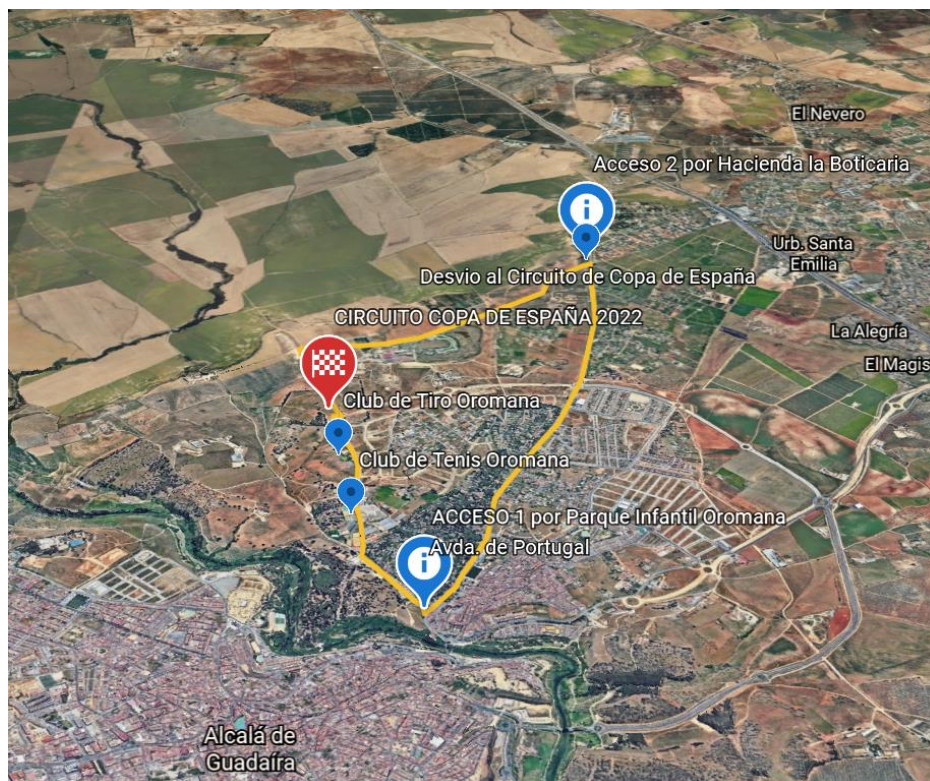 El Nevero
Acceso 2 por Hacienda la Boticaria
Urb. Santa
Emilia
Desvio al Circuito de Copa de España
CIRCUITO COPA DE ESPAÑA 2022
La Alegría
El Magis
Club de Tiro Oromana
Club de Tenis Oromana
ACCESO 1 por Parque Infantil Oromana
Avda. de Portugal
Alcalá de
Guadaíra